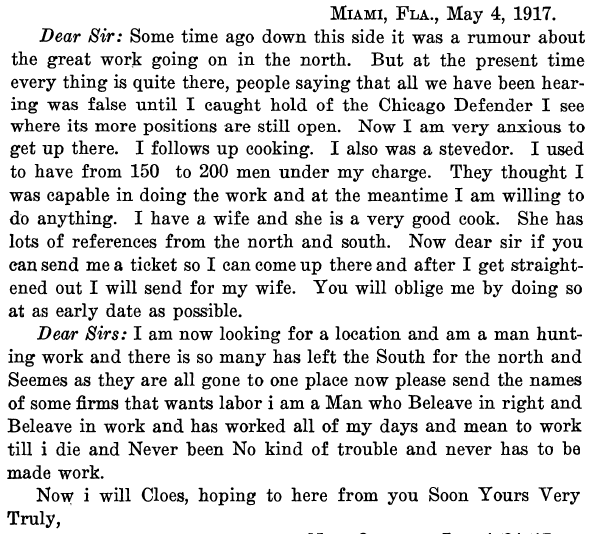 MIAMI, FLA., May 4, 1917.
Dear Sir: Some time ago down this side it was a rumour about
the great work going on in the north. But at the present time
every thing is quite there, people saying that all we have been hear-
ing was false until I caught hold of the Chicago Defender I see
where its more positions are still open. Now I am very anxious to
get up there. I follows up cooking. I also was a stevedor. I used
to have from 150 to 200 men under my charge. They thought I
was capable in doing the work and at the meantime I am willing to
do anything. I have a wife and she is a very good cook. She has
lots of references from the north and south. Now dear sir if you
can send me a ticket so I can come up there and after I get straight-
ened out I will send for my wife. You will oblige me by doing so
at as early date as possible.
Dear Sirs: I am now looking for a location and am a man hunt-
ing work and there is so many has left the South for the north and
Seemes as they are all gone to one place now please send the names
of some firms that wants labor i am a Man who Beleave in right and
Beleave in work and has worked all of my days and mean to work
till i die and Never been No kind of trouble and never has to be
made work.
Now i will Cloes, hoping to here from you Soon Yours Very
Truly,